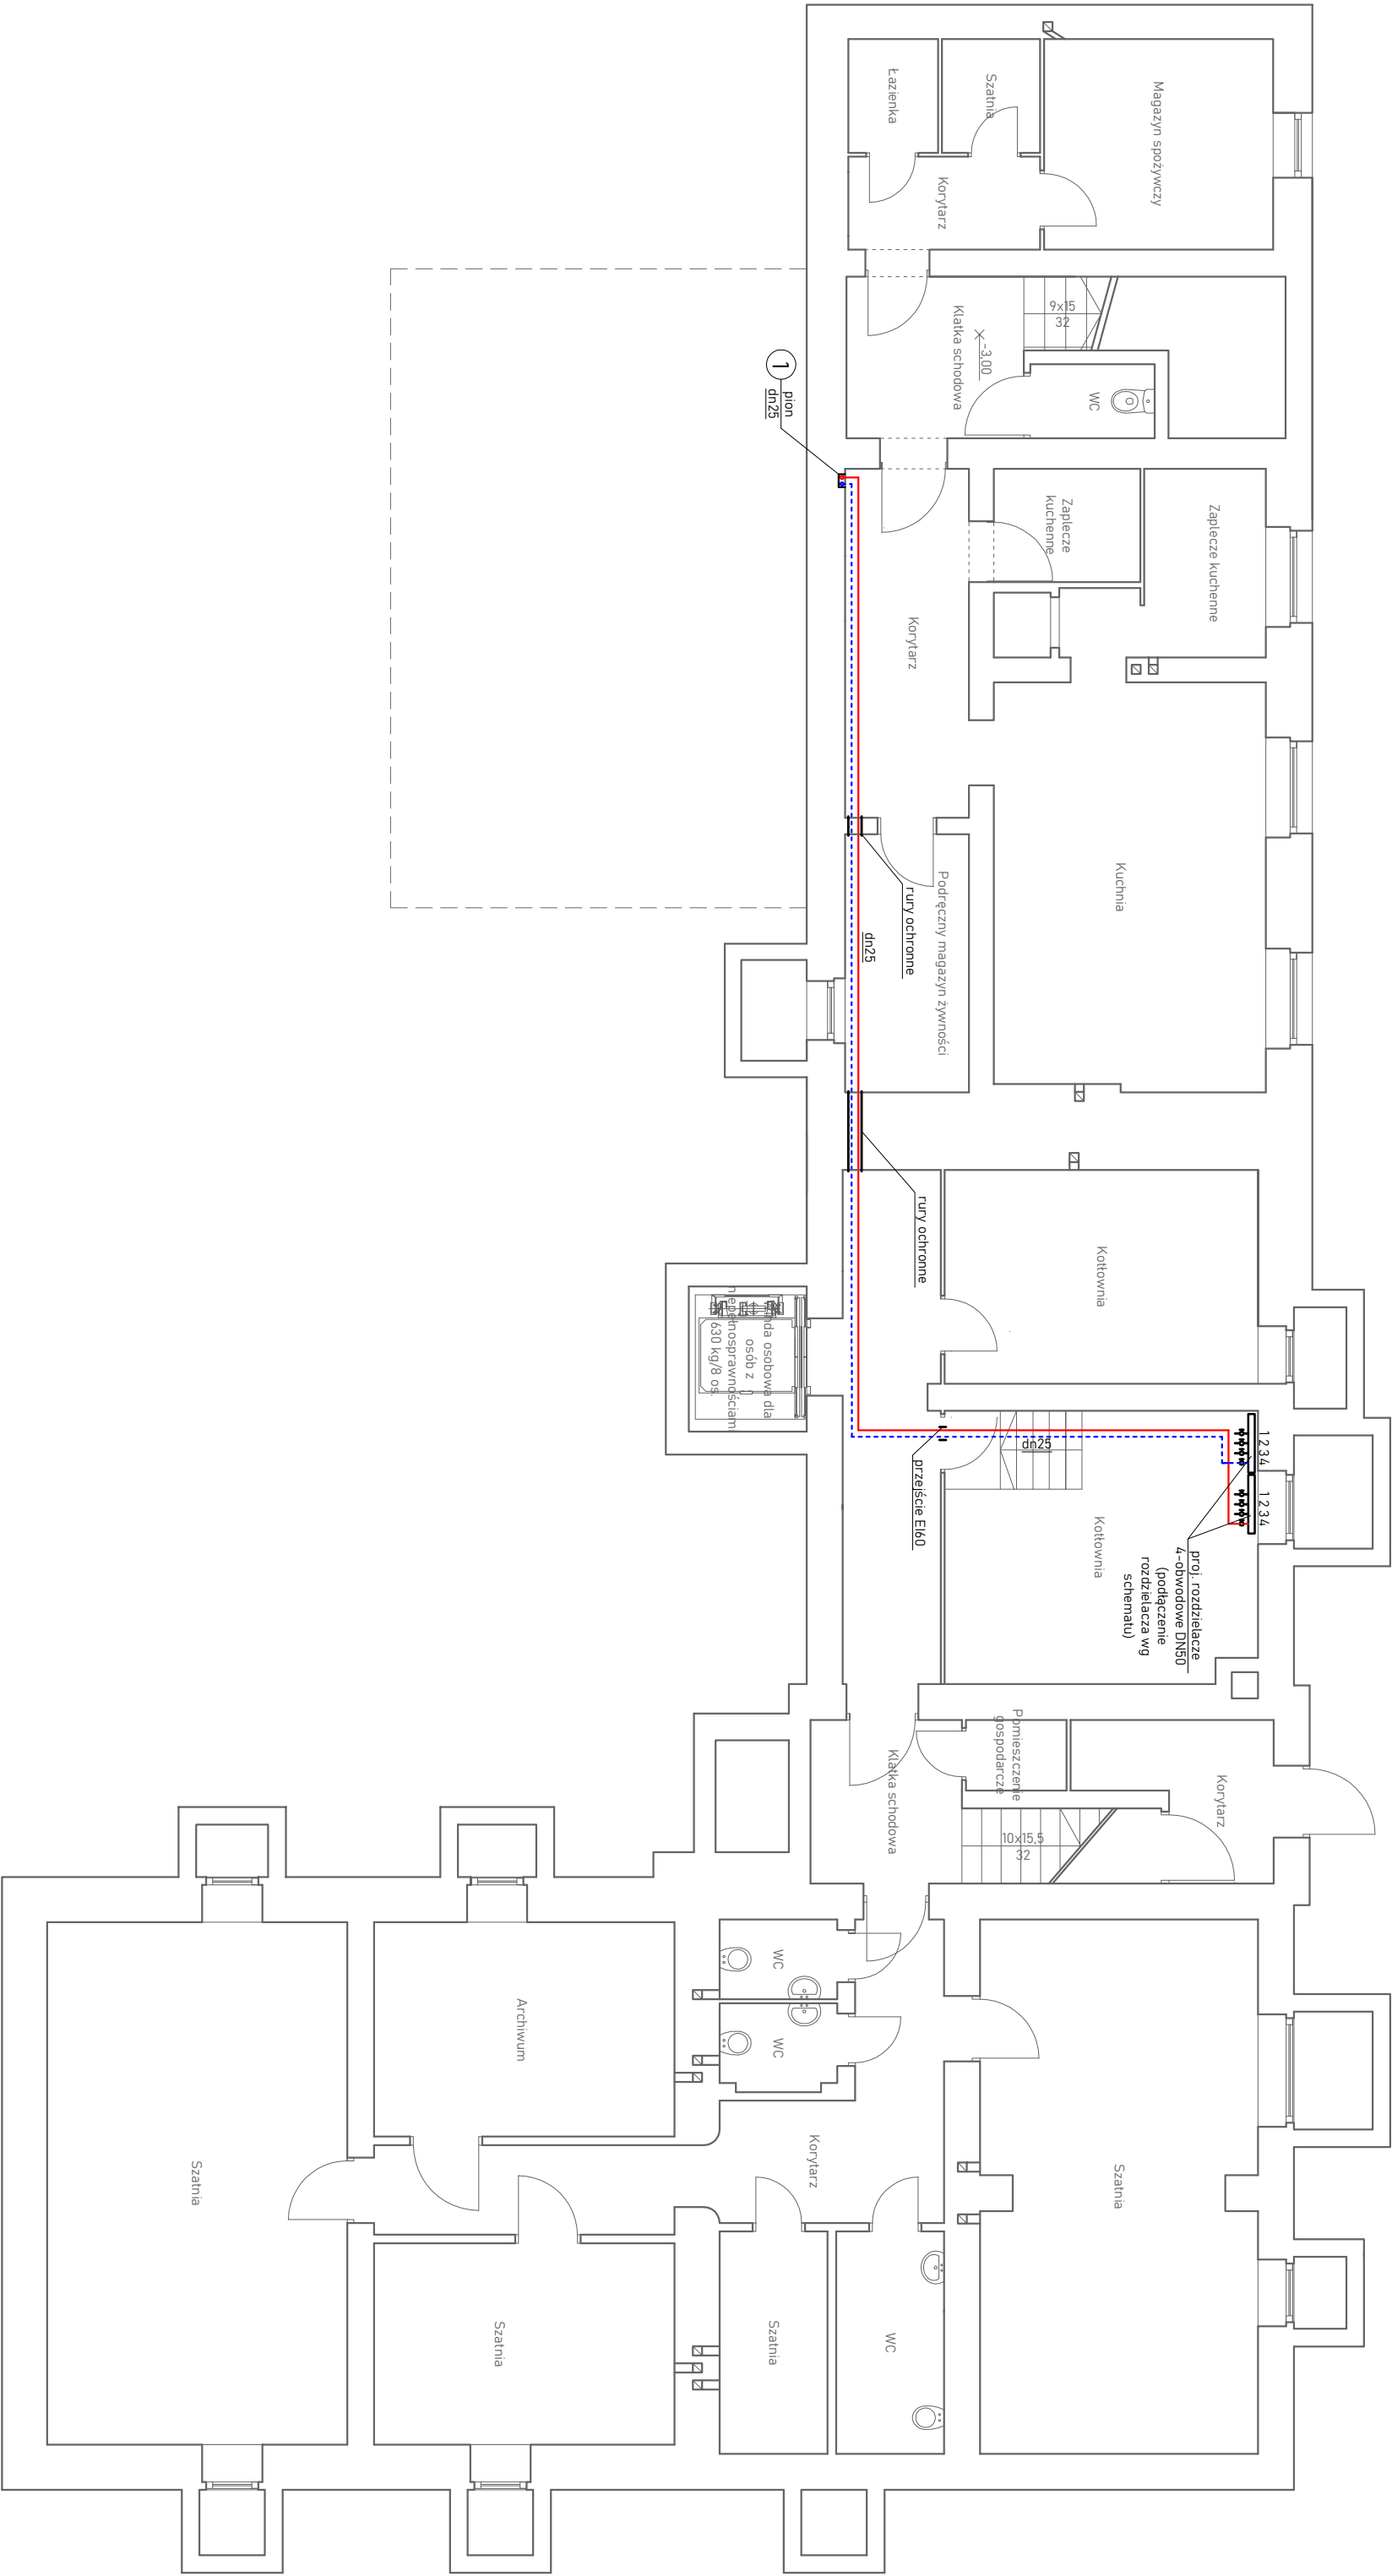 Łazienka
Szatnia
Magazyn spożywczy
Korytarz
Klatka schodowa
-3,00
9x15
32
WC
1
pion
dn25
Zaplecze
kuchenne
Zaplecze kuchenne
Korytarz
Kuchnia
Podręczny magazyn żywności
rury ochronne
dn25
rury ochronne
Kotłownia
osobowa dla
osób z
niepełnosprawnościami
630 kg/8 os.
dn25
przejście EI60
1 2 3 4
1 2 3 4
Kotłownia
proj. rozdzielacze
4-obwodowe DN50
(podłączenie
rozdzielacza wg
schematu)
Pomieszczenie
gospodarcze
Klatka schodowa
Korytarz
10x15,5
32
WC
WC
Archiwum
Szatnia
Korytarz
Szatnia
Szatnia
Szatnia
WC